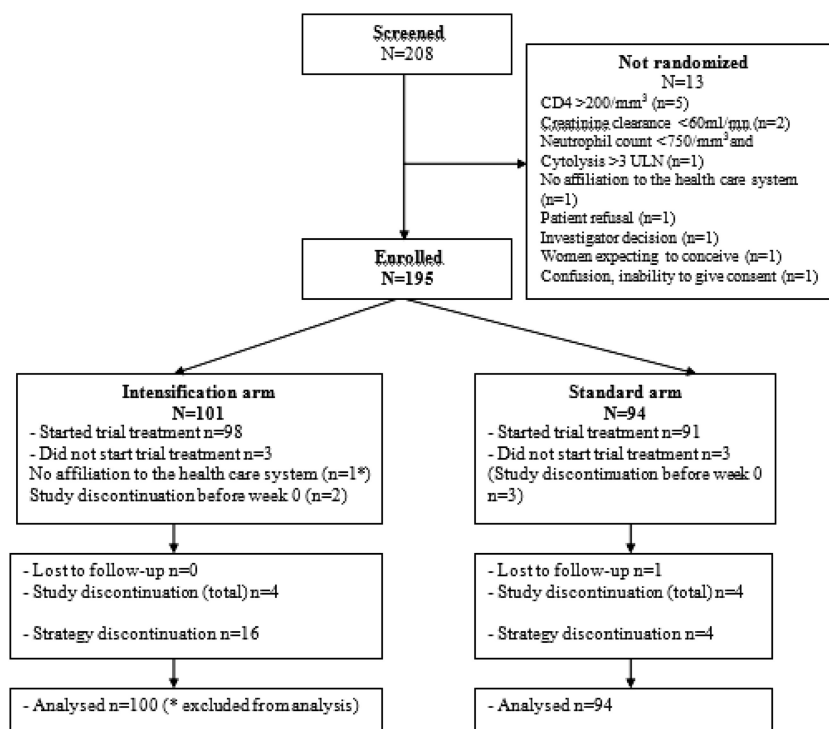 Screened
N=208
Not randomized
N=13
CD4 >200/mm³ (n=5)
Creatinine clearance <60ml/mn (n=2)
Neutrophil count <750/mm³ and
Cytolysis >3 ULN (n=1)
No affiliation to the health care system
(n=1)
Patient refusal (n=1)
Investigator decision (n=1)
Women expecting to conceive (n=1)
Confusion, inability to give consent (n=1)
Enrolled
N=195
Intensification arm
N=101
- Started trial treatment n=98
- Did not start trial treatment n=3
No affiliation to the health care system (n=1*)
Study discontinuation before week 0 (n=2)
Standard arm
N=94
- Started trial treatment n=91
- Did not start trial treatment n=3
(Study discontinuation before week 0
n=3)
- Lost to follow-up n=0
- Study discontinuation (total) n=4
- Strategy discontinuation n=16
- Lost to follow-up n=1
- Study discontinuation (total) n=4
- Strategy discontinuation n=4
- Analysed n=100 (* excluded from analysis)
- Analysed n=94